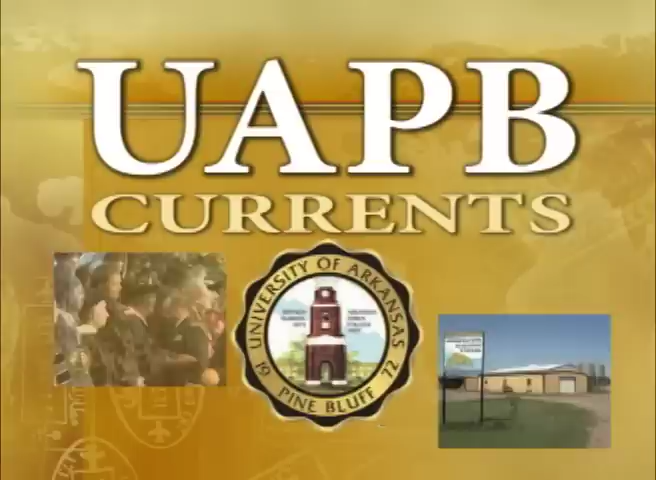 UAPB
CURRENTS
UNIVERSITY OF ARKANSAS
19 72
PINE BLUFF